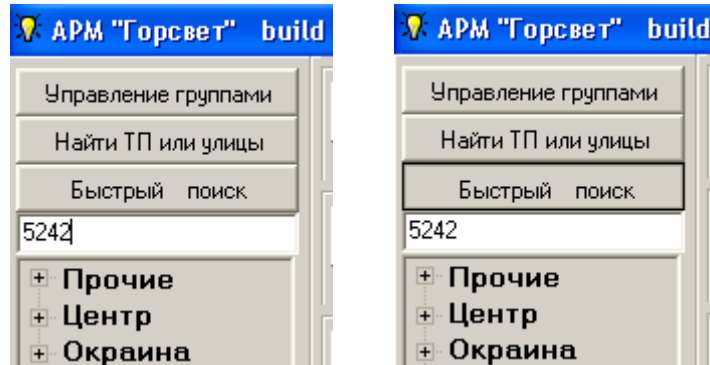 АРМ "Горсвет" build
Управление группами
Найти ТП или улицы
Быстрый поиск
5242
Прочие
Центр
Окраина
АРМ "Горсвет" build
Управление группами
Найти ТП или улицы
Быстрый поиск
5242
Прочие
Центр
Окраина